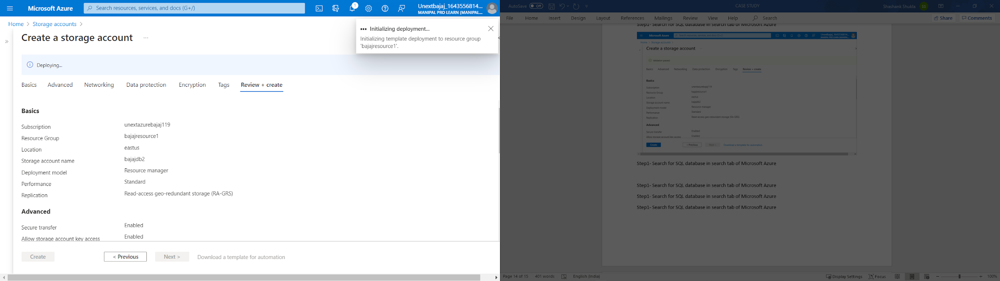 Microsoft Azure
Search resources, services, and docs (G+/)
1
Unextbajaj_1643556814...
MANIPAL PRO LEARN (MANIPAL...
Home > Storage accounts >
Create a storage account ...
Initializing deployment...
Initializing template deployment to resource group
'bajajresource1'.
Deploying...
Basics Advanced Networking Data protection Encryption Tags Review + create
Basics
Subscription unextazurebajaj119
Resource Group bajajresource1
Location eastus
Storage account name bajajdb2
Deployment model Resource manager
Performance Standard
Replication Read-access geo-redundant storage (RA-GRS)
Advanced
Secure transfer Enabled
Allow storage account key access Enabled
Create < Previous Next > Download a template for automation
AutoSave Off CASE STUDY Shashank Shukla SS
File Home Insert Design Layout References Mailings Review View Help Search Share Comments
Step1- Search for SQL database in search tab of Microsoft Azure
Microsoft Azure Search resources, services, and docs (G+/) Unextbajaj_1643556814...
Home > Storage accounts >
Create a storage account
Validation passed
Basics Advanced Networking Data protection Encryption Tags Review + create
Basics
Subscription unextazurebajaj119
Resource Group bajajresource1
Location eastus
Storage account name
Deployment model Resource manager
Performance Standard
Replication Read-access geo-redundant storage (RA-GRS)
Advanced
Secure transfer Enabled
Allow storage account key access Enabled
Create < Previous Next > Download a template for automation
Step1- Search for SQL database in search tab of Microsoft Azure
Step1- Search for SQL database in search tab of Microsoft Azure
Step1- Search for SQL database in search tab of Microsoft Azure
Step1- Search for SQL database in search tab of Microsoft Azure
Page 14 of 15 401 words English (India) Display Settings Focus 100%